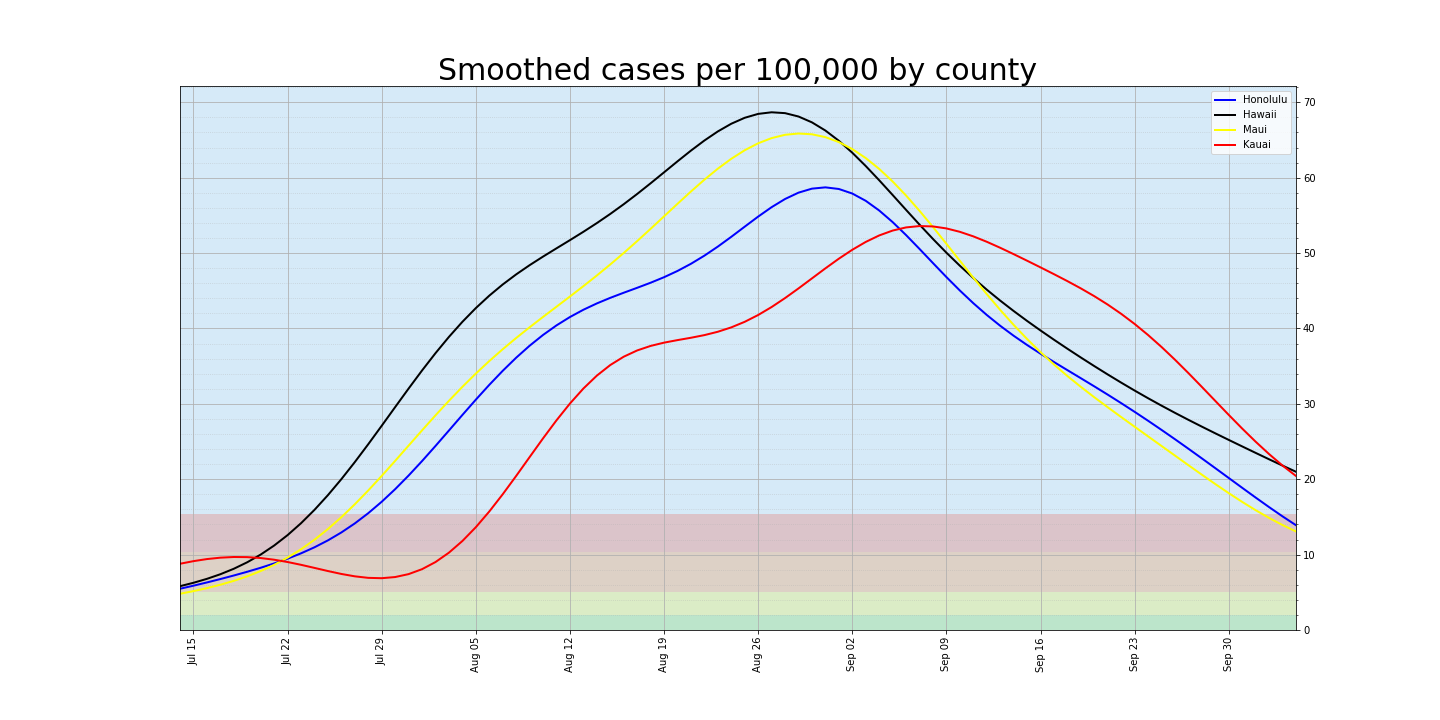 Smoothed cases per 100,000 by county
Honolulu
Hawaii
Maui
Kauai
70
60
50
40
30
20
10
0
Jul 15
Jul 22
Jul 29
Aug 05
Aug 12
Aug 19
Aug 26
Sep 02
Sep 09
Sep 16
Sep 23
Sep 30